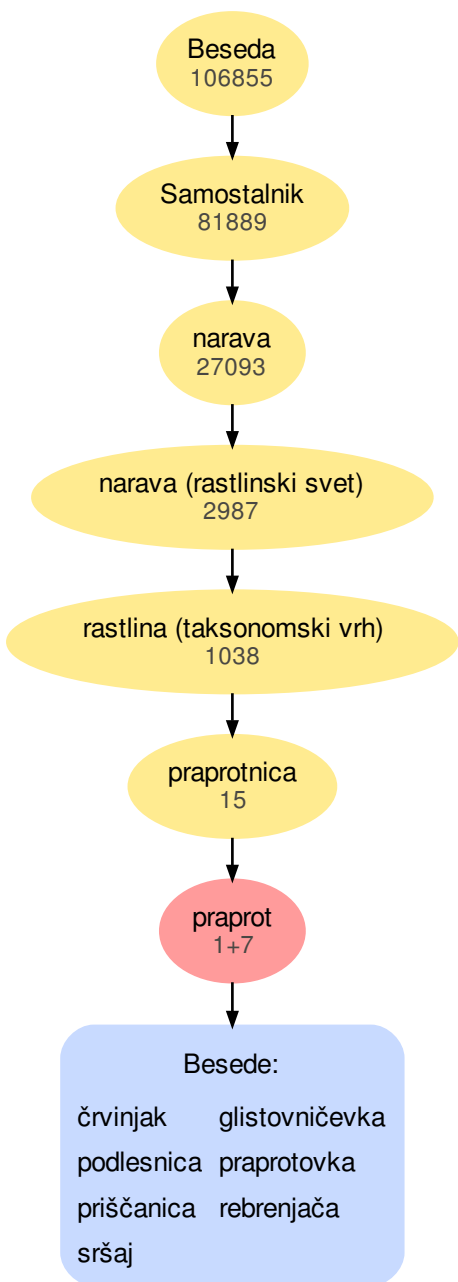 Beseda
106855
Samostalnik
81889
narava
27093
narava (rastlinski svet)
2987
rastlina (taksonomski vrh)
1038
praprotnica
15
praprot
1+7
Besede:
črvinjak glistovničevka
podlesnica praprotovka
priščanica rebrenjača
sršaj